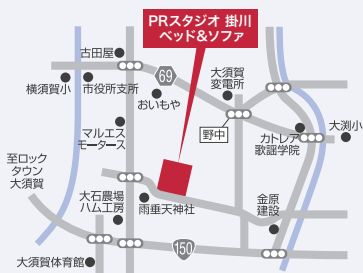 PRスタジオ 掛川
ベッド&ソファ
古田屋
69
横須賀小
市役所支所
おいもや
大須賀
変電所
野中
大渕小
カトレア
歌謡学院
マルエス
モータース
至ロック
タウン
大須賀
大石農場
ハム工房
雨垂天神社
金原
建設
150
大須賀体育館